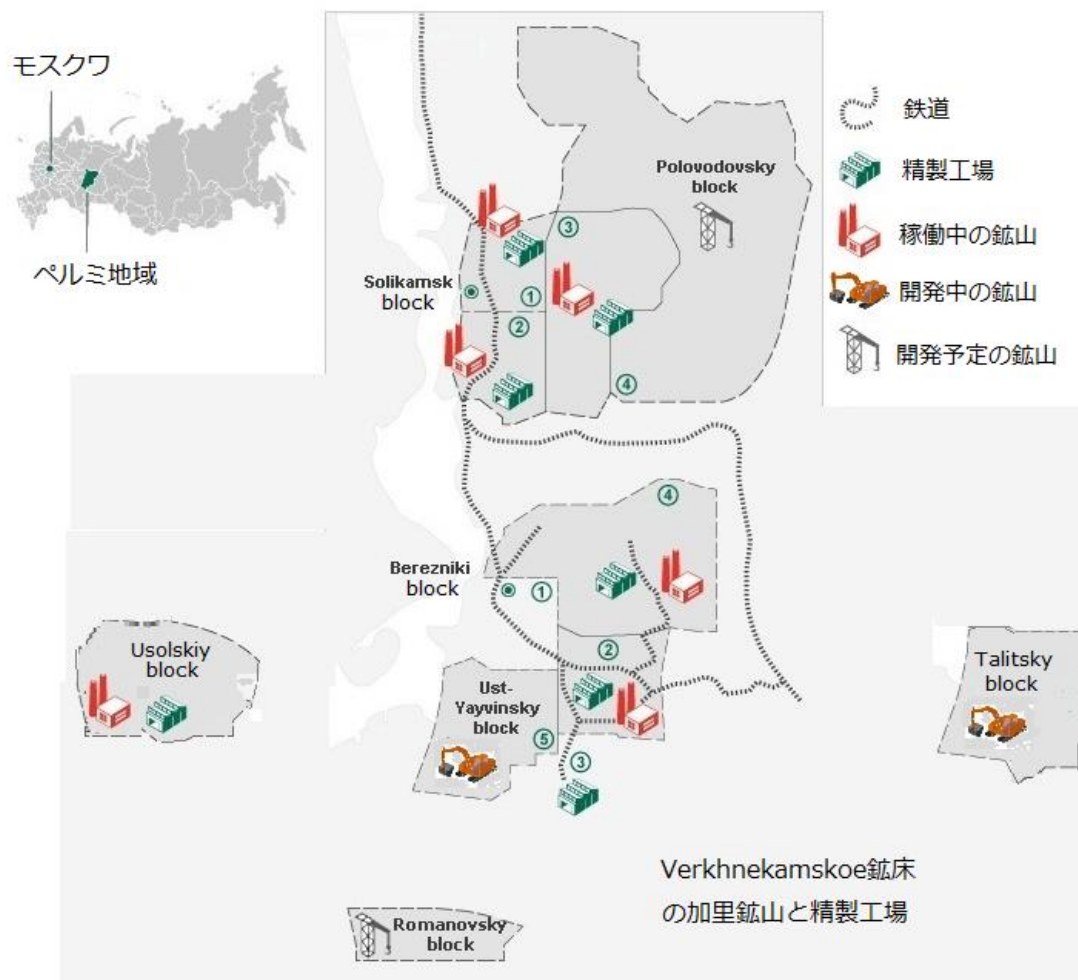 モスクワ
ペルミ地域
鉄道
精製工場
稼働中の鉱山
開発中の鉱山
開発予定の鉱山
Polovodovsky
block
③
Solikamsk
block
①
②
④
④
Berezniki
block
①
②
Usolskiy
block
Ust-
Yayvinsky
block
⑤
③
Talitsky
block
Verkhnekamskoe鉱床
の加里鉱山と精製工場
Romanovsky
block